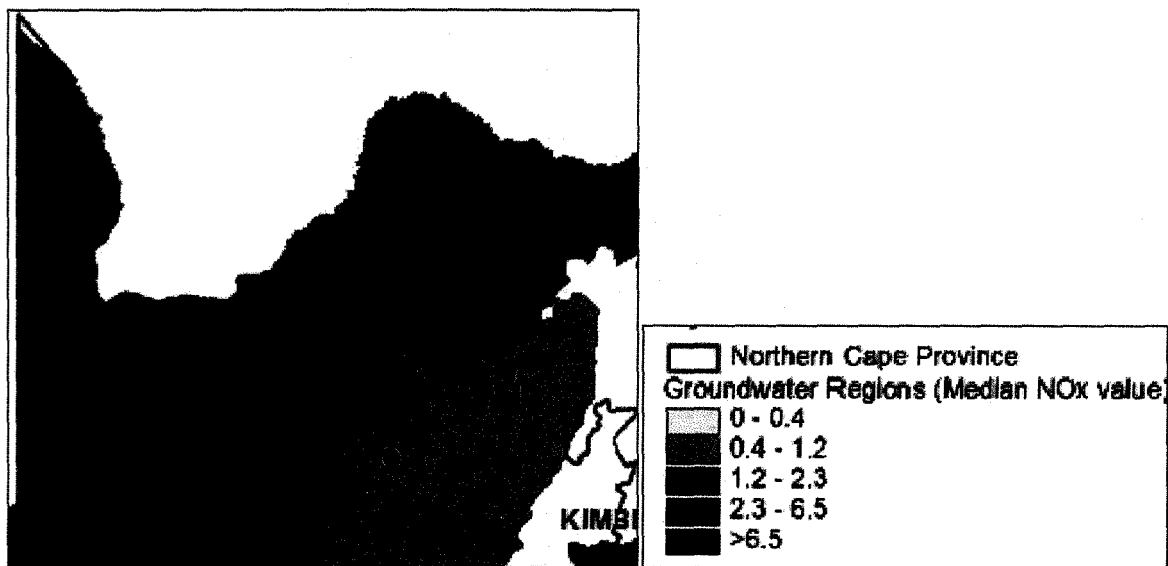 KIMBI
Northern Cape Province
Groundwater Regions (Median NOx value)
0 - 0.4
0.4 - 1.2
1.2 - 2.3
2.3 - 6.5
>6.5